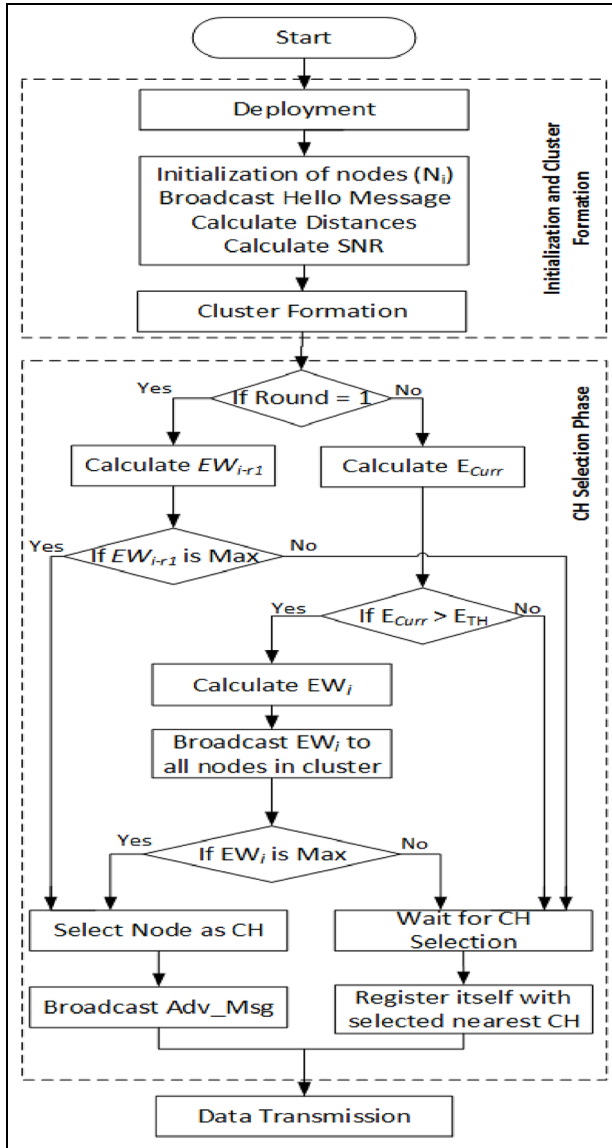 Start
Deployment
Initialization of nodes (Nᵢ)
Broadcast Hello Message
Calculate Distances
Calculate SNR
Cluster Formation
Initialization and Cluster
Formation
If Round = 1
Yes
No
Calculate EWi-r1
Calculate ECurr
If EWi-r1 is Max
Yes
No
If ECurr > ETH
Yes
No
Calculate EWi
Broadcast EWi to
all nodes in cluster
If EWi is Max
Yes
No
Select Node as CH
Wait for CH
Selection
Broadcast Adv_Msg
Register itself with
selected nearest CH
CH Selection Phase
Data Transmission